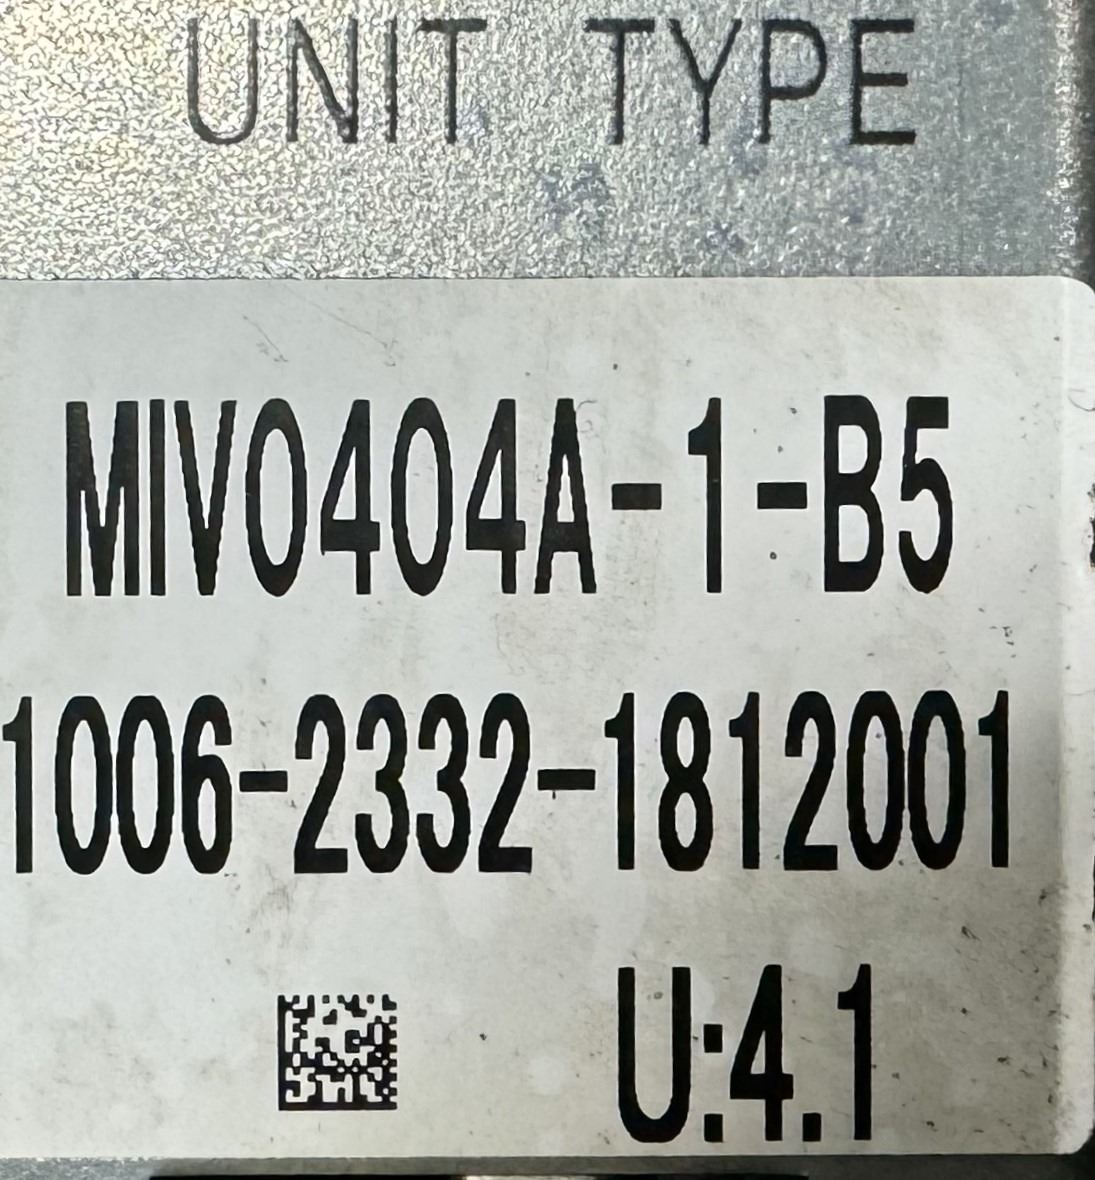 UNIT TYPE
MIV0404A-1-B5
1006-2332-1812001
U:4.1